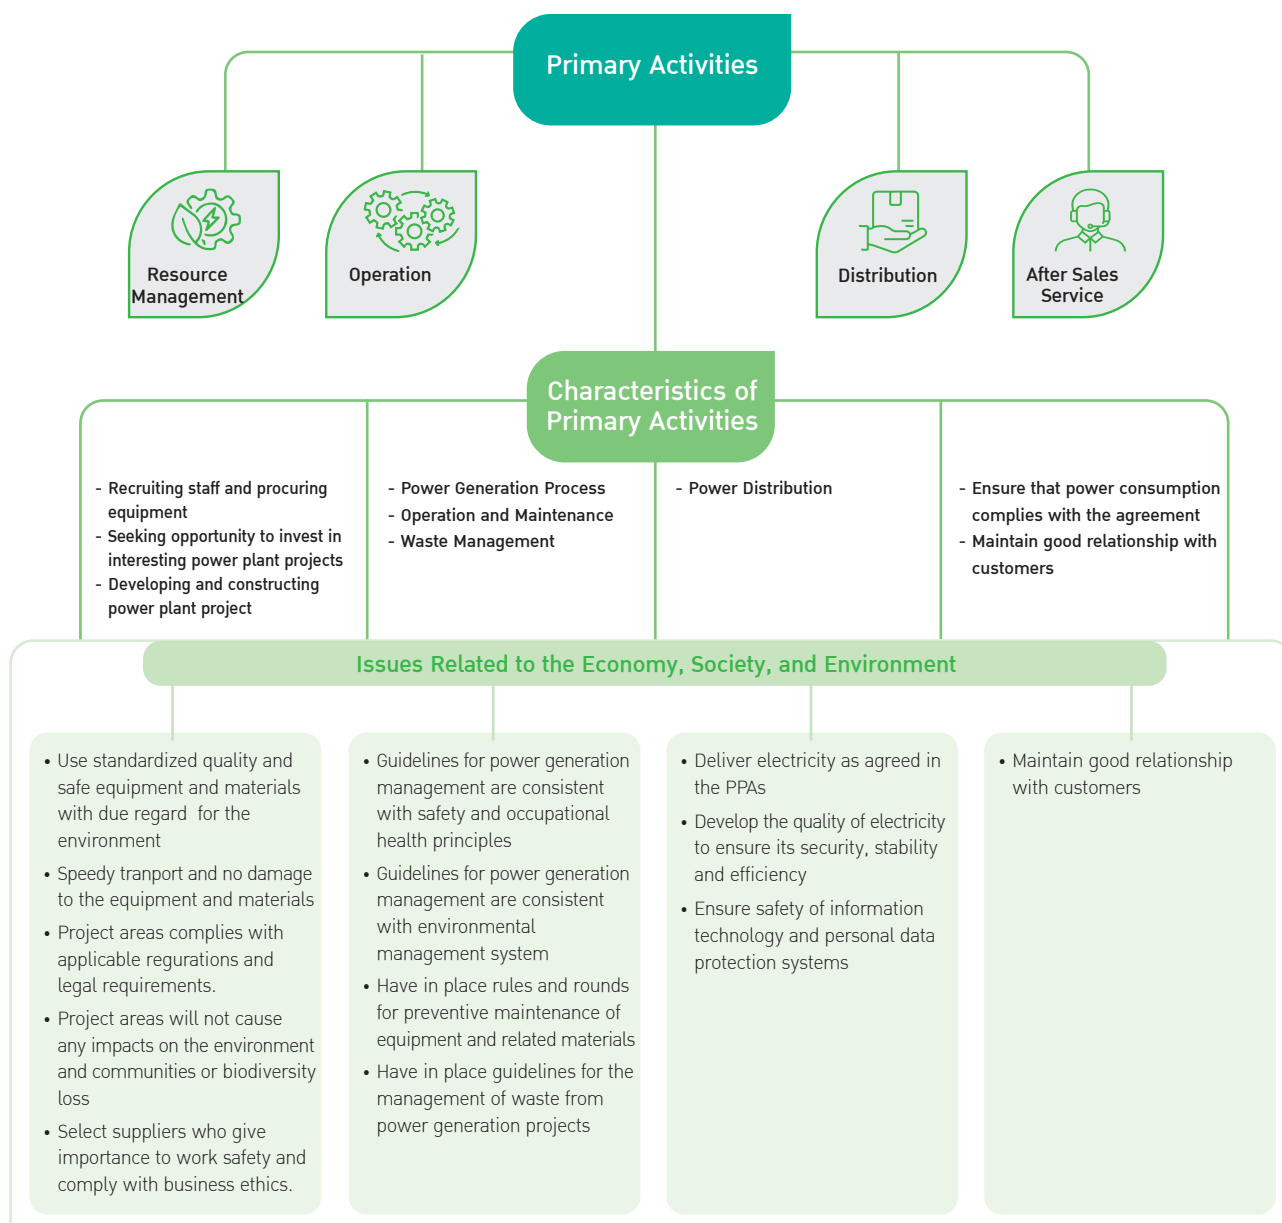 Primary Activities
Resource
Management
Operation
Distribution
After Sales
Service
Characteristics of
Primary Activities
- Recruiting staff and procuring
equipment
- Seeking opportunity to invest in
interesting power plant projects
- Developing and constructing
power plant project
- Power Generation Process
- Operation and Maintenance
- Waste Management
- Power Distribution
- Ensure that power consumption
complies with the agreement
- Maintain good relationship with
customers
Issues Related to the Economy, Society, and Environment
• Use standardized quality and
safe equipment and materials
with due regard for the
environment
• Speedy tranport and no damage
to the equipment and materials
• Project areas complies with
applicable regurations and
legal requirements.
• Project areas will not cause
any impacts on the environment
and communities or biodiversity
loss
• Select suppliers who give
importance to work safety and
comply with business ethics.
• Guidelines for power generation
management are consistent
with safety and occupational
health principles
• Guidelines for power generation
management are consistent
with environmental
management system
• Have in place rules and rounds
for preventive maintenance of
equipment and related materials
• Have in place guidelines for the
management of waste from
power generation projects
• Deliver electricity as agreed in
the PPAs
• Develop the quality of electricity
to ensure its security, stability
and efficiency
• Ensure safety of information
technology and personal data
protection systems
• Maintain good relationship
with customers